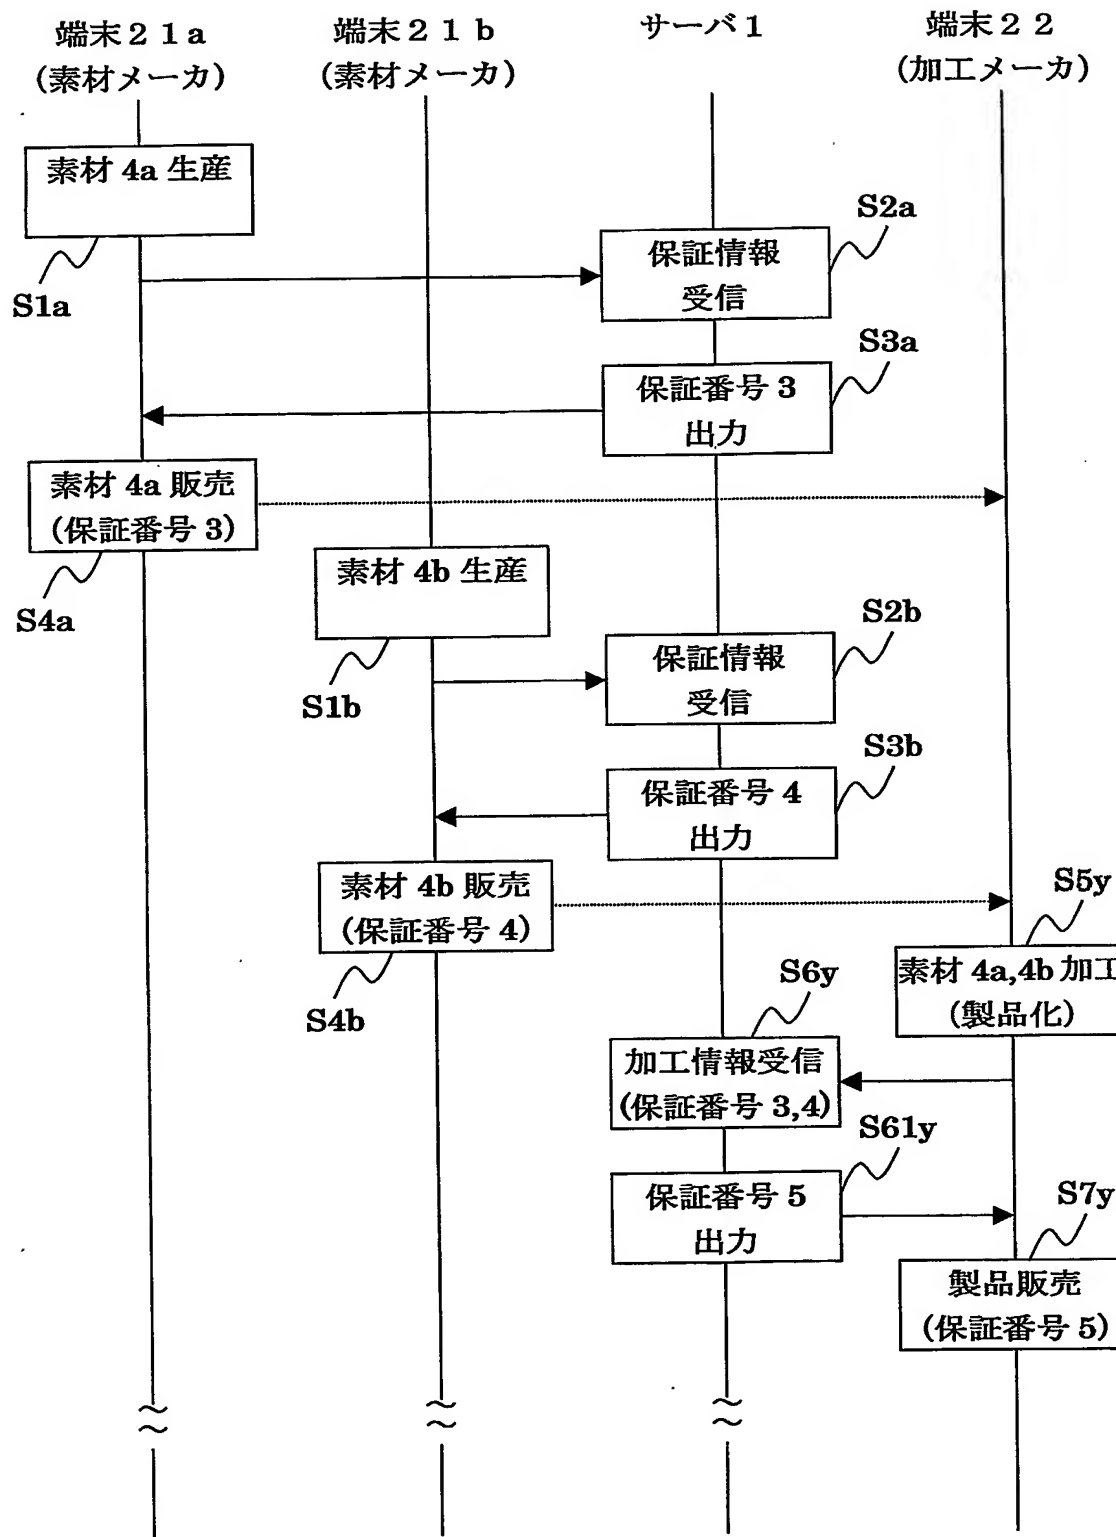 端末２１a
(素材メーカ)
端末２１b
(素材メーカ)
サーバ１
端末２２
(加工メーカ)
素材 4a 生産
S1a
S2a
保証情報
受信
S3a
保証番号 3
出力
素材 4a 販売
(保証番号 3)
S4a
素材 4b 生産
S1b
S2b
保証情報
受信
S3b
保証番号 4
出力
素材 4b 販売
(保証番号 4)
S4b
S5y
素材 4a,4b 加工
(製品化)
S6y
加工情報受信
(保証番号 3,4)
S61y
保証番号 5
出力
S7y
製品販売
(保証番号 5)